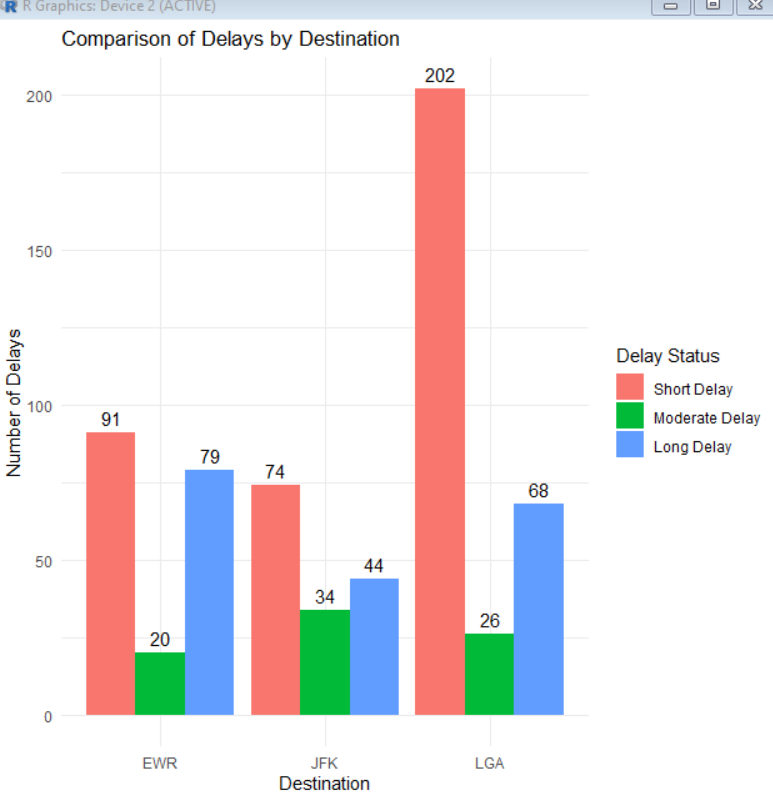 R R Graphics: Device 2 (ACTIVE)
Comparison of Delays by Destination
202
200
150
Number of Delays
100
91
79
74
68
50
44
34
26
20
0
Delay Status
Short Delay
Moderate Delay
Long Delay
EWR JFK LGA
Destination